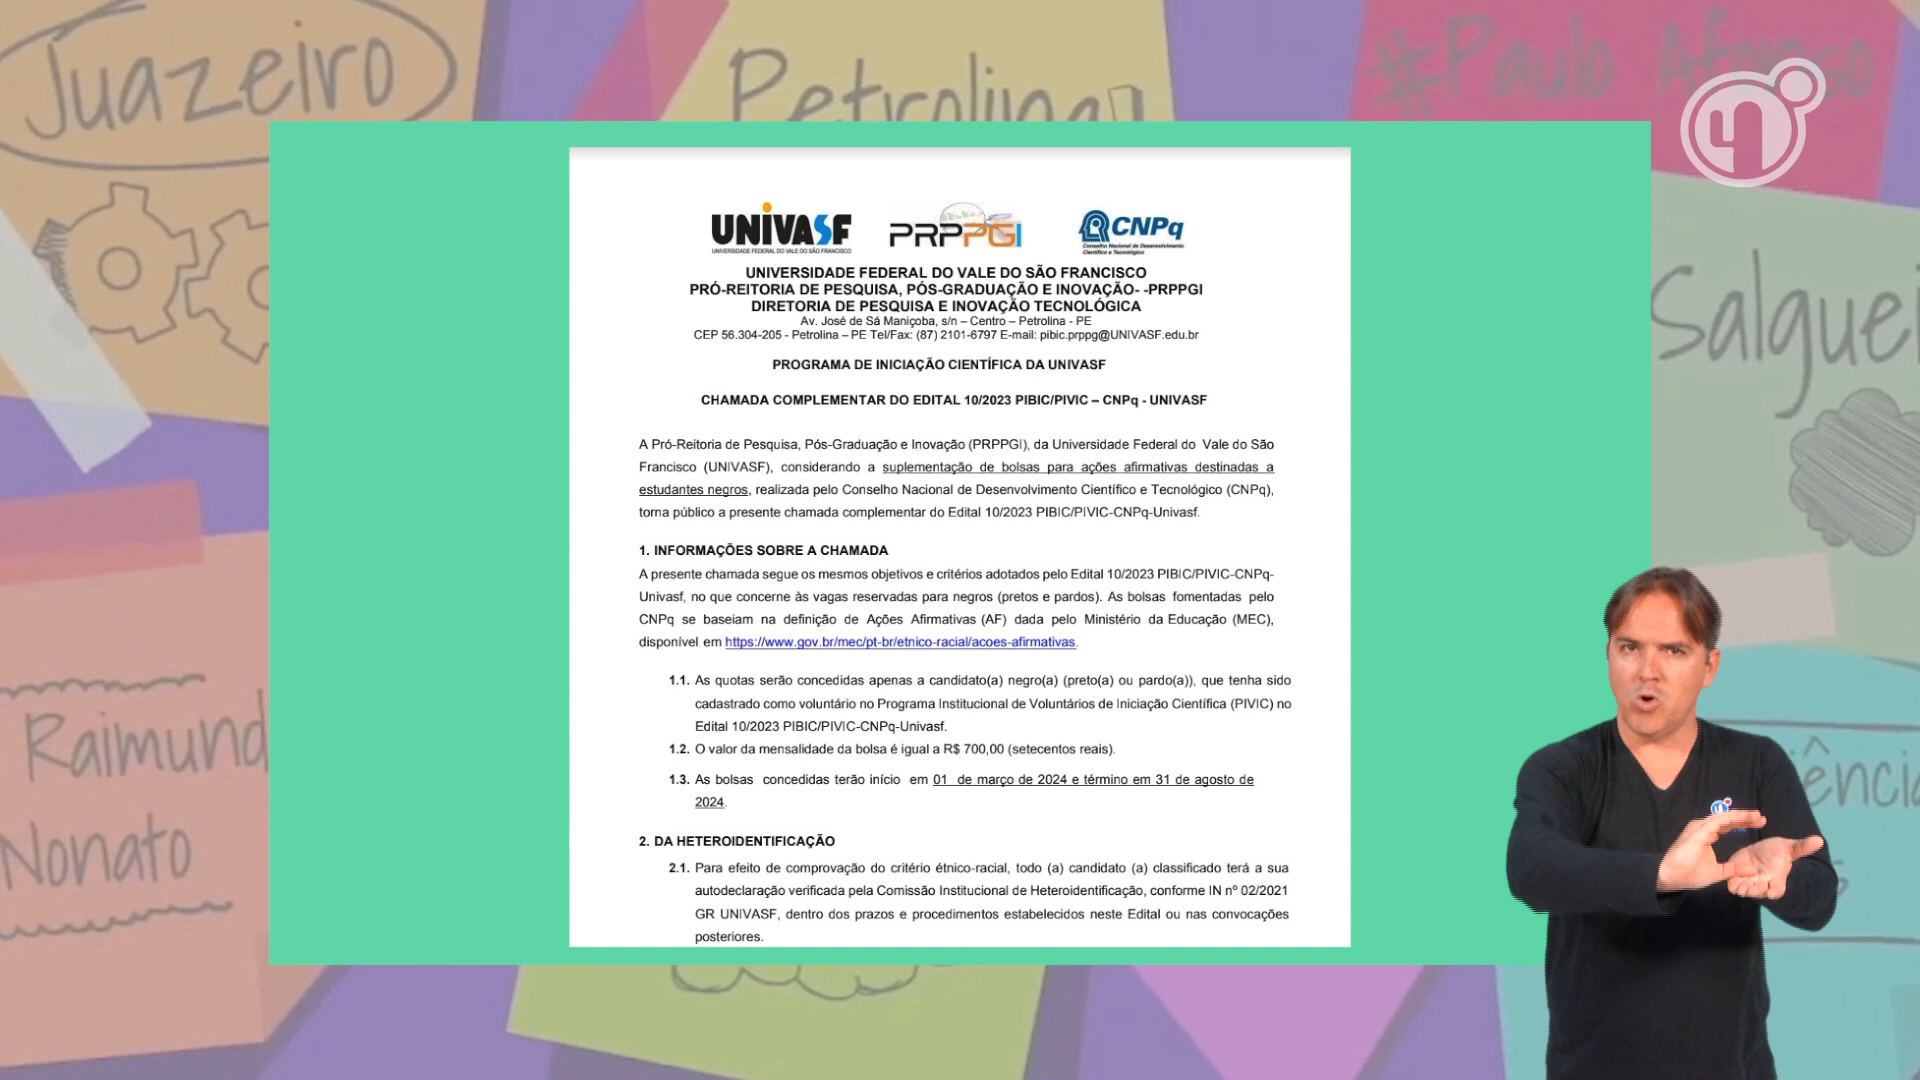 Juazeiro
Petrolina
#Paulo Afonso
Salguei
Raimund
Nonato
ência
UNIVASF
UNIVERSIDADE FEDERAL DO VALE DO SÃO FRANCISCO
PRPPGI
CNPq
Conselho Nacional de Desenvolvimento
Científico e Tecnológico
UNIVERSIDADE FEDERAL DO VALE DO SÃO FRANCISCO
PRÓ-REITORIA DE PESQUISA, PÓS-GRADUAÇÃO E INOVAÇÃO- -PRPPGI
DIRETORIA DE PESQUISA E INOVAÇÃO TECNOLÓGICA
Av. José de Sá Maniçoba, s/n – Centro – Petrolina - PE
CEP 56.304-205 - Petrolina – PE Tel/Fax: (87) 2101-6797 E-mail: pibic.prppg@UNIVASF.edu.br
PROGRAMA DE INICIAÇÃO CIENTÍFICA DA UNIVASF
CHAMADA COMPLEMENTAR DO EDITAL 10/2023 PIBIC/PIVIC – CNPq - UNIVASF
A Pró-Reitoria de Pesquisa, Pós-Graduação e Inovação (PRPPGI), da Universidade Federal do Vale do São
Francisco (UNIVASF), considerando a suplementação de bolsas para ações afirmativas destinadas a
estudantes negros, realizada pelo Conselho Nacional de Desenvolvimento Científico e Tecnológico (CNPq),
torna público a presente chamada complementar do Edital 10/2023 PIBIC/PIVIC-CNPq-Univasf.
1. INFORMAÇÕES SOBRE A CHAMADA
A presente chamada segue os mesmos objetivos e critérios adotados pelo Edital 10/2023 PIBIC/PIVIC-CNPq-
Univasf, no que concerne às vagas reservadas para negros (pretos e pardos). As bolsas fomentadas pelo
CNPq se baseiam na definição de Ações Afirmativas (AF) dada pelo Ministério da Educação (MEC),
disponível em https://www.gov.br/mec/pt-br/etnico-racial/acoes-afirmativas.
1.1. As quotas serão concedidas apenas a candidato(a) negro(a) (preto(a) ou pardo(a)), que tenha sido
cadastrado como voluntário no Programa Institucional de Voluntários de Iniciação Científica (PIVIC) no
Edital 10/2023 PIBIC/PIVIC-CNPq-Univasf.
1.2. O valor da mensalidade da bolsa é igual a R$ 700,00 (setecentos reais).
1.3. As bolsas concedidas terão início em 01 de março de 2024 e término em 31 de agosto de
2024.
2. DA HETEROIDENTIFICAÇÃO
2.1. Para efeito de comprovação do critério étnico-racial, todo (a) candidato (a) classificado terá a sua
autodeclaração verificada pela Comissão Institucional de Heteroidentificação, conforme IN nº 02/2021
GR UNIVASF, dentro dos prazos e procedimentos estabelecidos neste Edital ou nas convocações
posteriores.